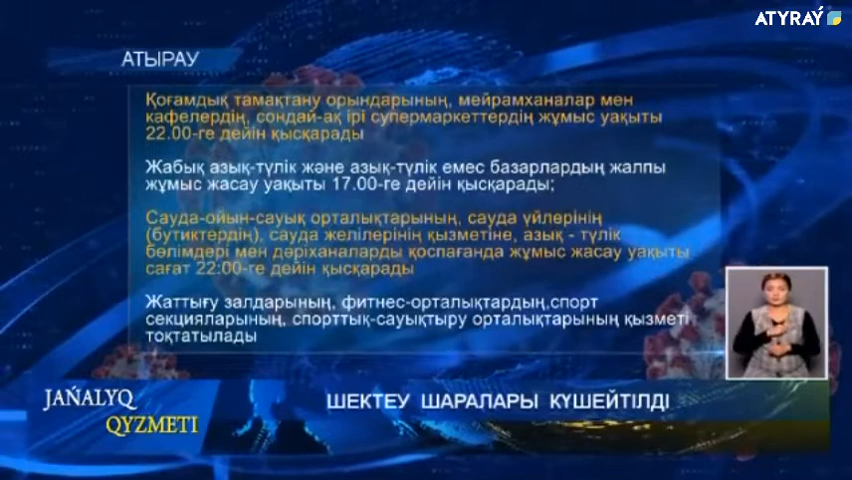 ATYRAÝ
АТЫРАУ
Қоғамдық тамақтану орындарының, мейрамханалар мен
кафелердің, сондай-ақ ірі супермаркеттердің жұмыс уақыты
22.00-ге дейін қысқарады
Жабық азық-түлік және азық-түлік емес базарлардың жалпы
жұмыс жасау уақыты 17.00-ге дейін қысқарады;
Сауда-ойын-сауық орталықтарының, сауда үйлерінің
(бутиктердің), сауда желілерінің қызметіне, азық - түлік
бөлімдері мен дәріханаларды қоспағанда жұмыс жасау уақыты
сағат 22:00-ге дейін қысқарады
Жаттығу залдарының, фитнес-орталықтардың,спорт
секцияларының, спорттық-сауықтыру орталықтарының қызметі
тоқтатылады
JAŃALYQ
QYZMETI
ШЕКТЕУ ШАРАЛАРЫ КҮШЕЙТІЛДІ